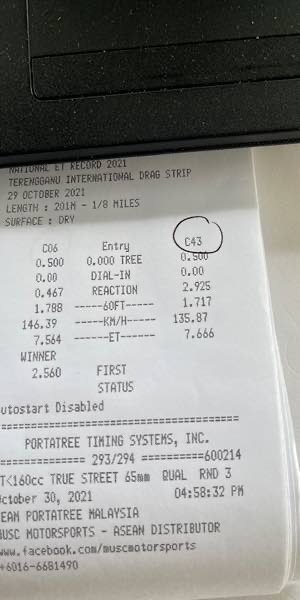 NATIONAL ET RECORD 2021
TERENGGANU INTERNATIONAL DRAG STRIP
29 OCTOBER 2021
LENGTH : 201M - 1/8 MILES
SURFACE : DRY
C06 Entry C43
0.500 0.000 TREE 0.500
0.00 DIAL-IN 0.00
0.467 REACTION 2.925
1.788 -----60FT----- 1.717
146.39 -----KM/H----- 135.87
7.564 ------ET------ 7.666
WINNER
2.560 FIRST
STATUS
utostart Disabled
========================================
PORTATREE TIMING SYSTEMS, INC.
============= 293/294 ==========600214
T<160cc TRUE STREET 65mm QUAL RND 3
ctober 30, 2021 04:58:32 PM
EAM PORTATREE MALAYSIA
USC MOTORSPORTS - ASEAN DISTRIBUTOR
www.facebook.com/muscmotorsports
+6016-6681490